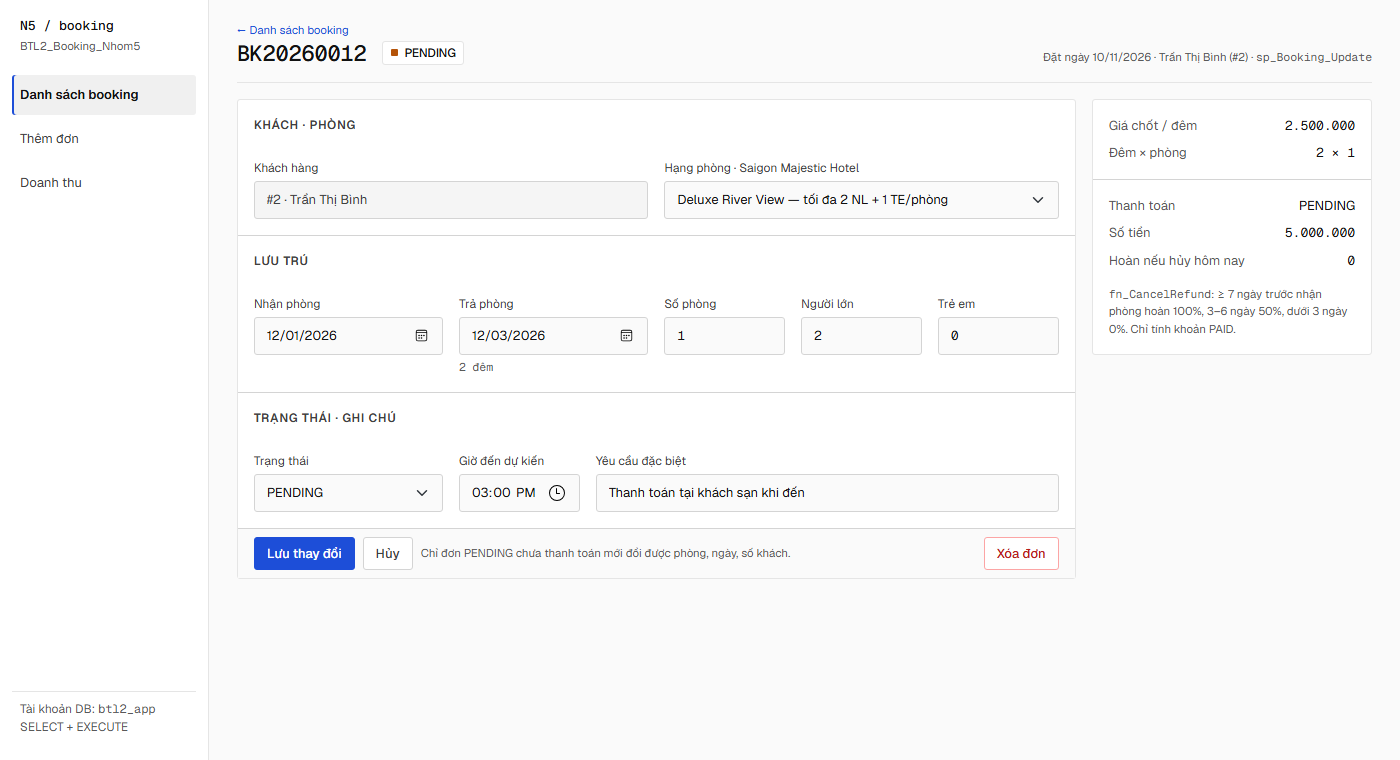 N5 / booking
BTL2_Booking_Nhom5
Danh sách booking
Thêm đơn
Doanh thu
Tài khoản DB: btl2_app
SELECT + EXECUTE
← Danh sách booking
BK20260012
PENDING
Đặt ngày 10/11/2026 · Trần Thị Bình (#2) · sp_Booking_Update
KHÁCH · PHÒNG
Khách hàng
#2 · Trần Thị Bình
Hạng phòng · Saigon Majestic Hotel
Deluxe River View — tối đa 2 NL + 1 TE/phòng
LƯU TRÚ
Nhận phòng
Trả phòng
Số phòng
Người lớn
Trẻ em
12/01/2026
12/03/2026
1
2
0
2 đêm
TRẠNG THÁI · GHI CHÚ
Trạng thái
Giờ đến dự kiến
Yêu cầu đặc biệt
PENDING
03:00 PM
Thanh toán tại khách sạn khi đến
Lưu thay đổi
Hủy
Chỉ đơn PENDING chưa thanh toán mới đổi được phòng, ngày, số khách.
Xóa đơn
Giá chốt / đêm 2.500.000
Đêm × phòng 2 × 1
Thanh toán PENDING
Số tiền 5.000.000
Hoàn nếu hủy hôm nay 0
fn_CancelRefund: ≥ 7 ngày trước nhận
phòng hoàn 100%, 3–6 ngày 50%, dưới 3 ngày
0%. Chỉ tính khoản PAID.